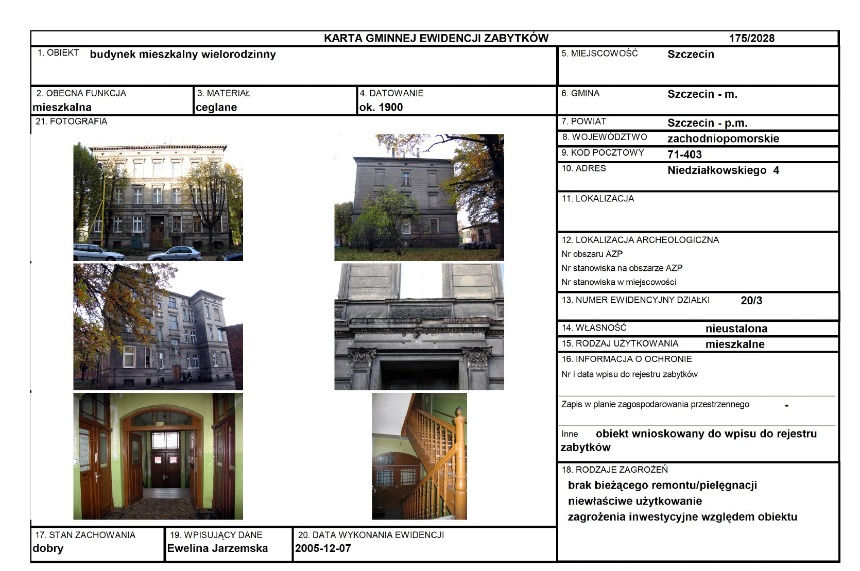 KARTA GMINNEJ EWIDENCJI ZABYTKÓW 175/2028
1. OBIEKT budynek mieszkalny wielorodzinny
2. OBECNA FUNKCJA
mieszkalna
3. MATERIAŁ
ceglane
4. DATOWANIE
ok. 1900
21. FOTOGRAFIA
5. MIEJSCOWOŚĆ Szczecin
6. GMINA Szczecin - m.
7. POWIAT Szczecin - p.m.
8. WOJEWÓDZTWO zachodniopomorskie
9. KOD POCZTOWY 71-403
10. ADRES Niedziałkowskiego 4
11. LOKALIZACJA
12. LOKALIZACJA ARCHEOLOGICZNA
Nr obszaru AZP
Nr stanowiska na obszarze AZP
Nr stanowiska w miejscowości
13. NUMER EWIDENCYJNY DZIAŁKI 20/3
14. WŁASNOŚĆ nieustalona
15. RODZAJ UŻYTKOWANIA mieszkalne
16. INFORMACJA O OCHRONIE
Nr i data wpisu do rejestru zabytków
Zapis w planie zagospodarowania przestrzennego -
Inne obiekt wnioskowany do wpisu do rejestru
zabytków
18. RODZAJE ZAGROŻEŃ
brak bieżącego remontu/pielęgnacji
niewłaściwe użytkowanie
zagrożenia inwestycyjne względem obiektu
17. STAN ZACHOWANIA
dobry
19. WPISUJĄCY DANE
Ewelina Jarzemska
20. DATA WYKONANIA EWIDENCJI
2005-12-07